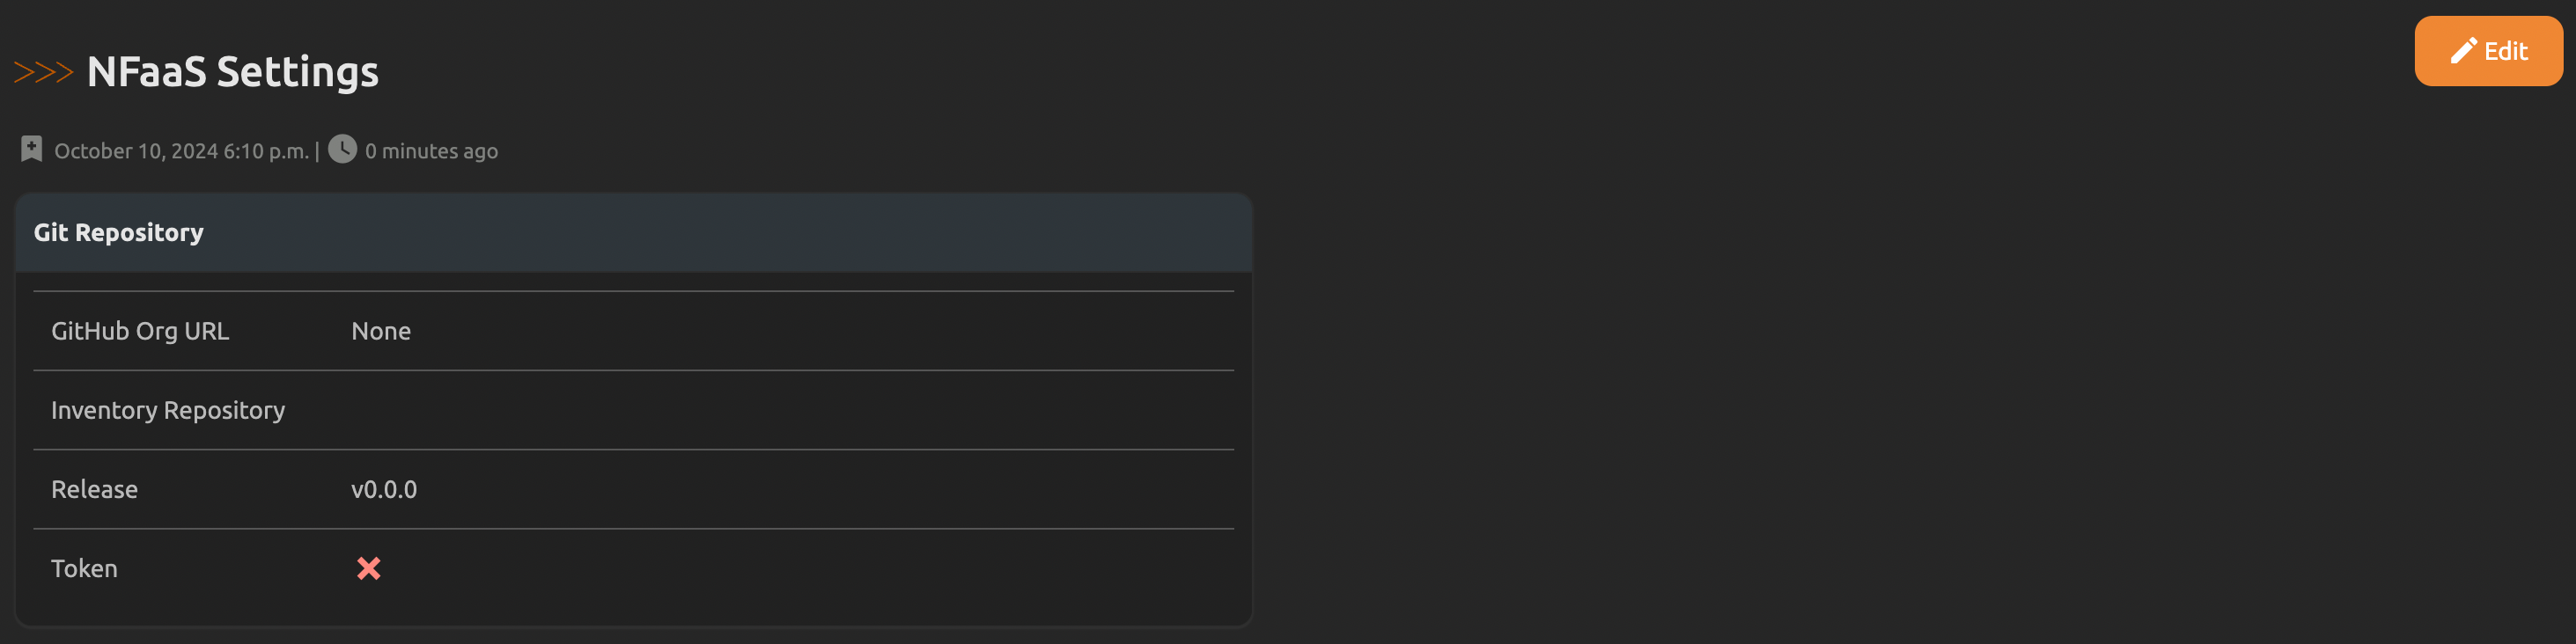 >>> NFaaS Settings
Edit
October 10, 2024 6:10 p.m. | 0 minutes ago
Git Repository
GitHub Org URL None
Inventory Repository
Release v0.0.0
Token